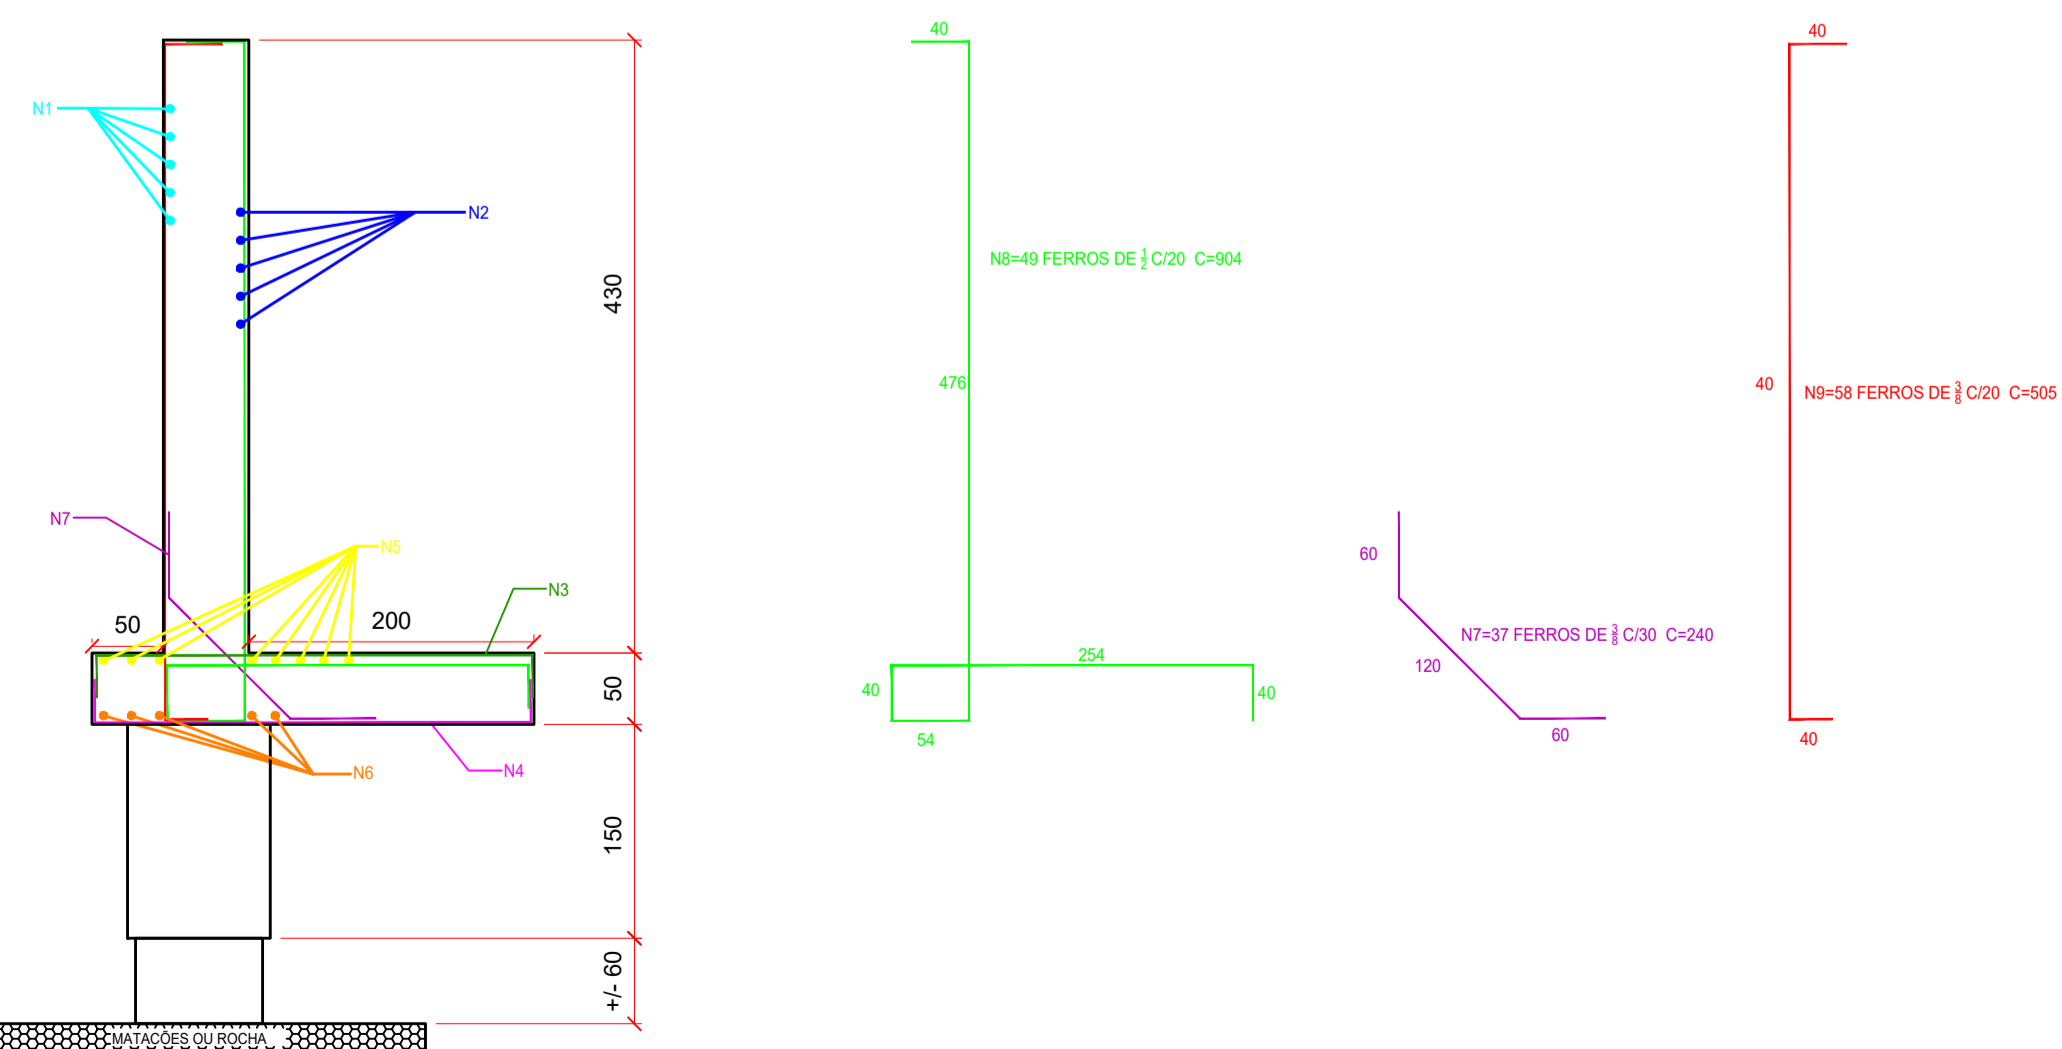 N1
N2
430
N7
N5
N3
50
200
50
N6
N4
150
+/- 60
MATACÕES OU ROCHA
40
N8=49 FERROS DE 1/2 C/20 C=904
476
254
40
40
54
60
N7=37 FERROS DE 3/8 C/30 C=240
120
60
40
40
N9=58 FERROS DE 3/8 C/20 C=505
40